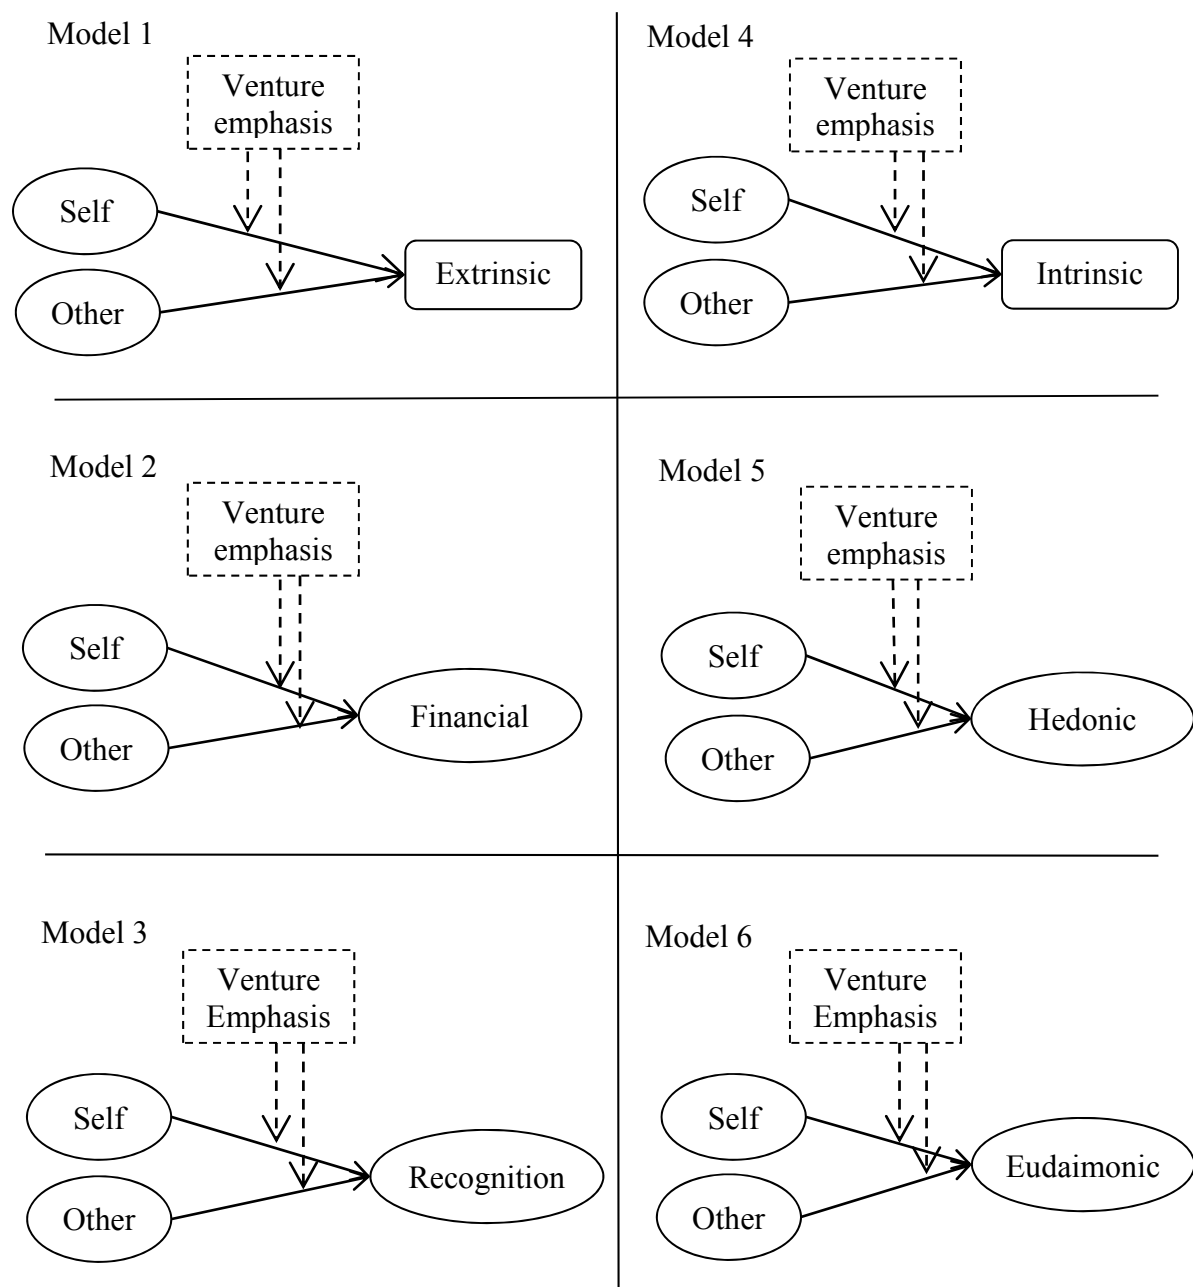 Model 1
Venture
emphasis
Self
Other
Extrinsic
Model 4
Venture
emphasis
Self
Other
Intrinsic
Model 2
Venture
emphasis
Self
Other
Financial
Model 5
Venture
emphasis
Self
Other
Hedonic
Model 3
Venture
Emphasis
Self
Other
Recognition
Model 6
Venture
Emphasis
Self
Other
Eudaimonic